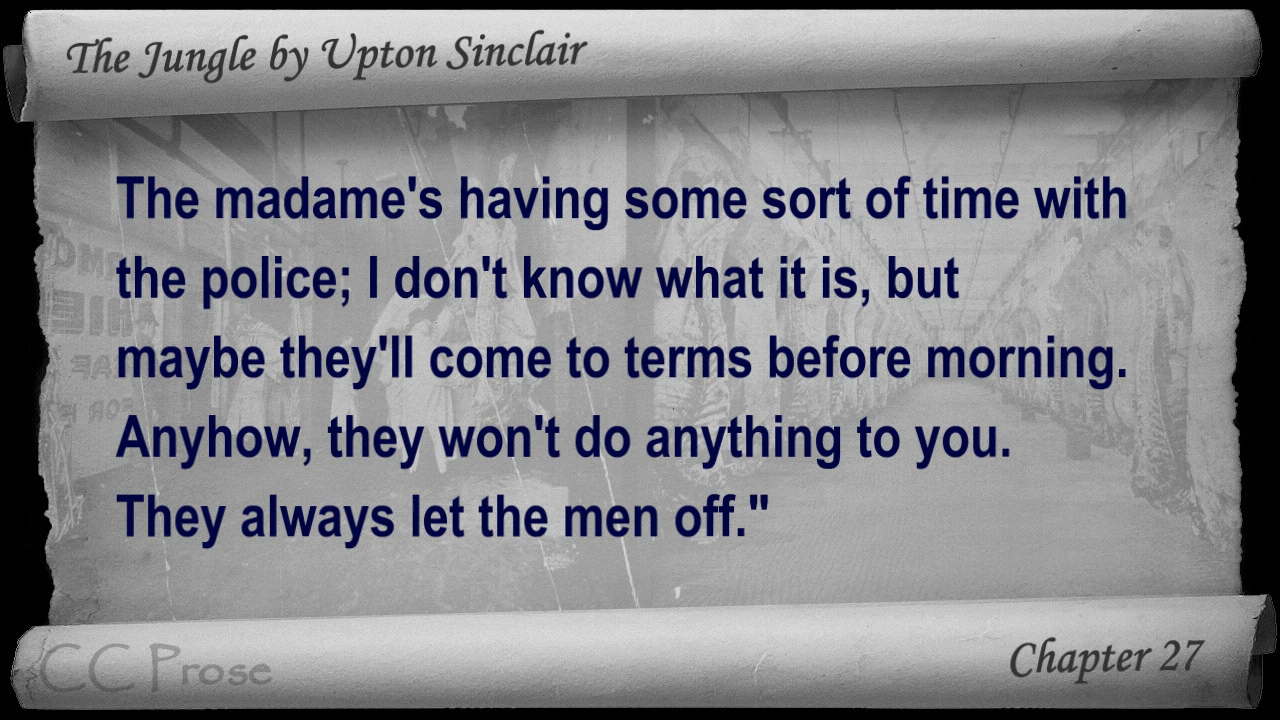 The Jungle by Upton Sinclair
The madame's having some sort of time with
the police; I don't know what it is, but
maybe they'll come to terms before morning.
Anyhow, they won't do anything to you.
They always let the men off."
CC Prose
Chapter 27